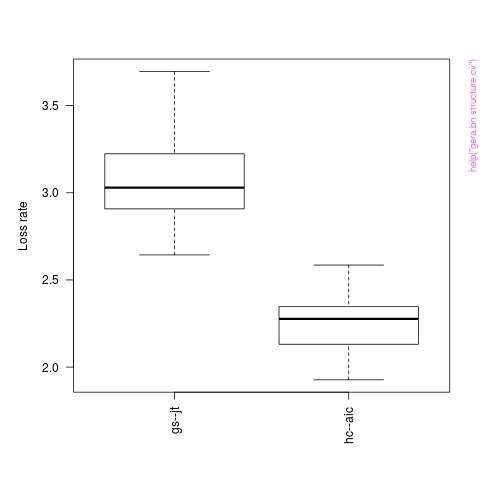 3.5
3.0
2.5
2.0
Loss rate
gs−jt
hc−aic
help("gera.bn.structure.cv")